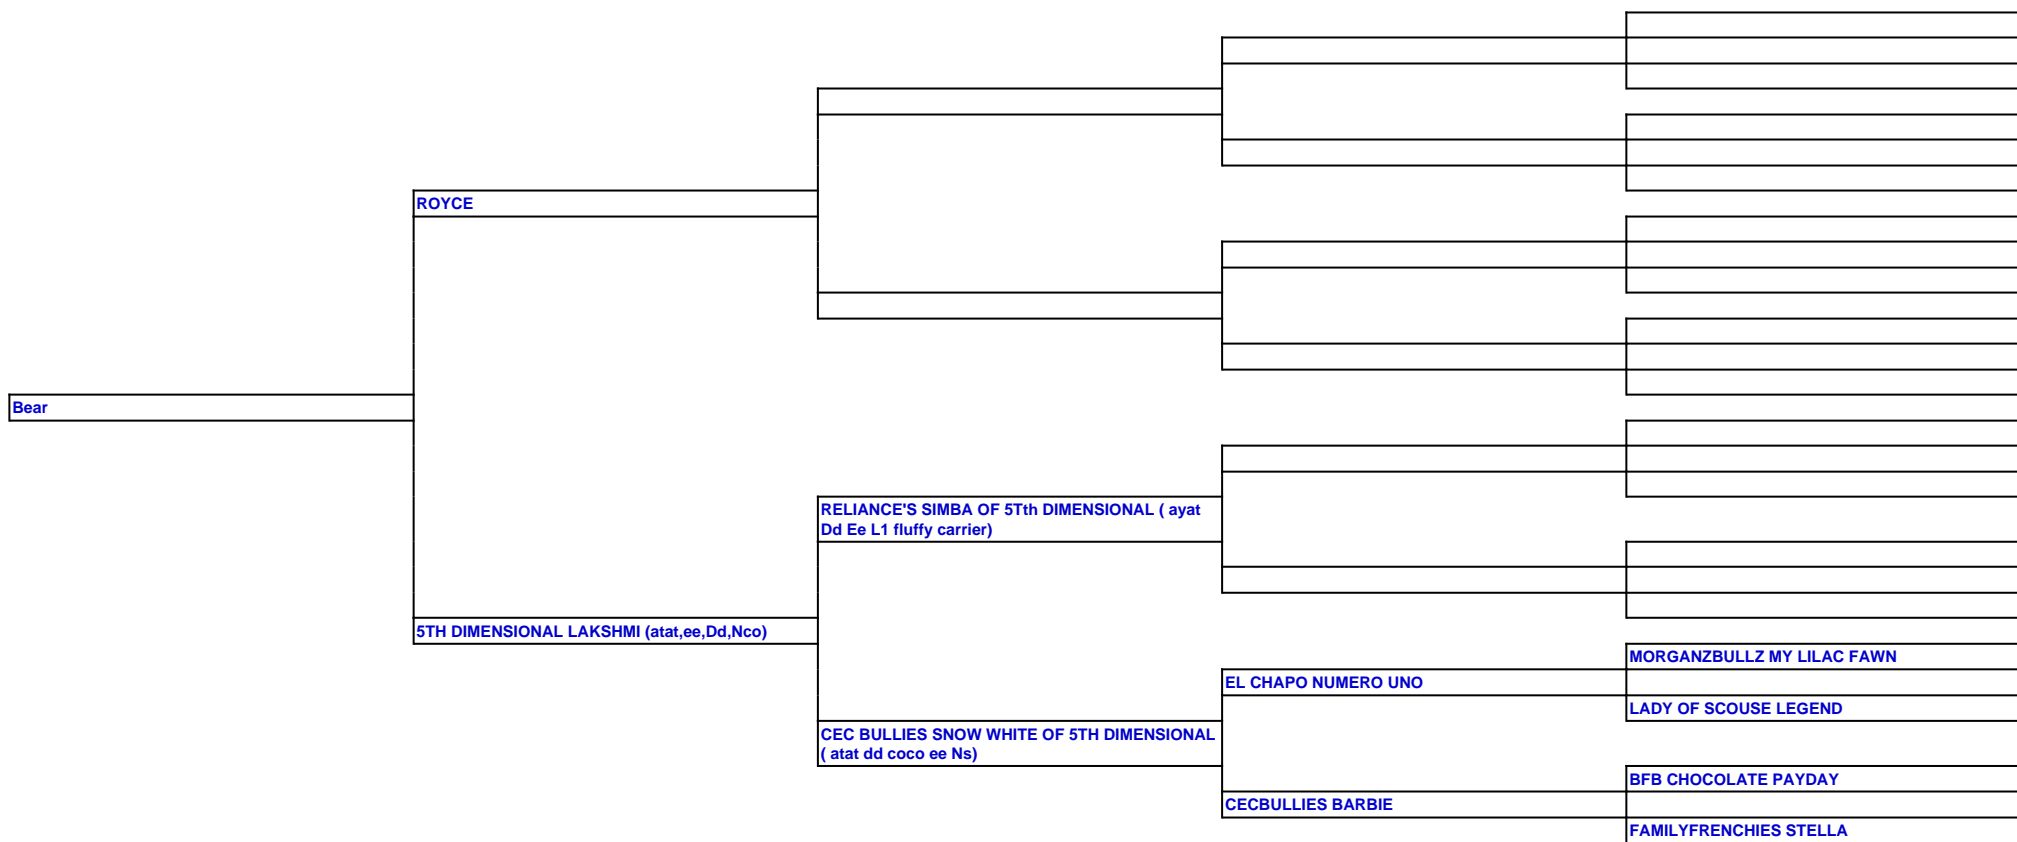 ROYCE
Bear
RELIANCE'S SIMBA OF 5Tth DIMENSIONAL ( ayat
Dd Ee L1 fluffy carrier)
5TH DIMENSIONAL LAKSHMI (atat,ee,Dd,Nco)
MORGANZBULLZ MY LILAC FAWN
EL CHAPO NUMERO UNO
LADY OF SCOUSE LEGEND
CEC BULLIES SNOW WHITE OF 5TH DIMENSIONAL
( atat dd coco ee Ns)
BFB CHOCOLATE PAYDAY
CECBULLIES BARBIE
FAMILYFRENCHIES STELLA